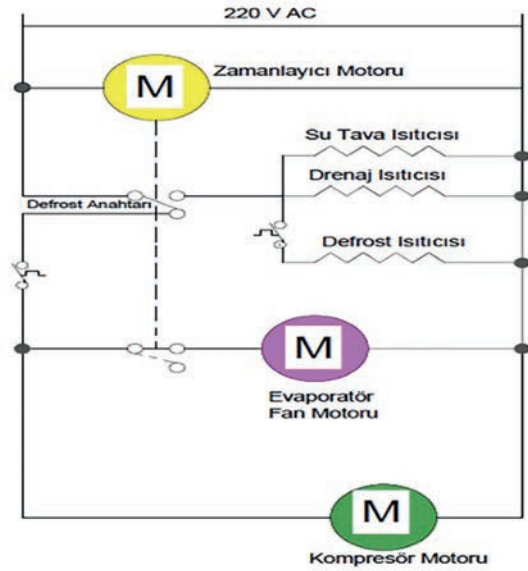 220 V AC
M
Zamanlayıcı Motoru
Su Tava Isıtıcısı
Drenaj Isıtıcısı
Defrost Anahtarı
Defrost Isıtıcısı
M
Evaporatör
Fan Motoru
M
Kompresör Motoru